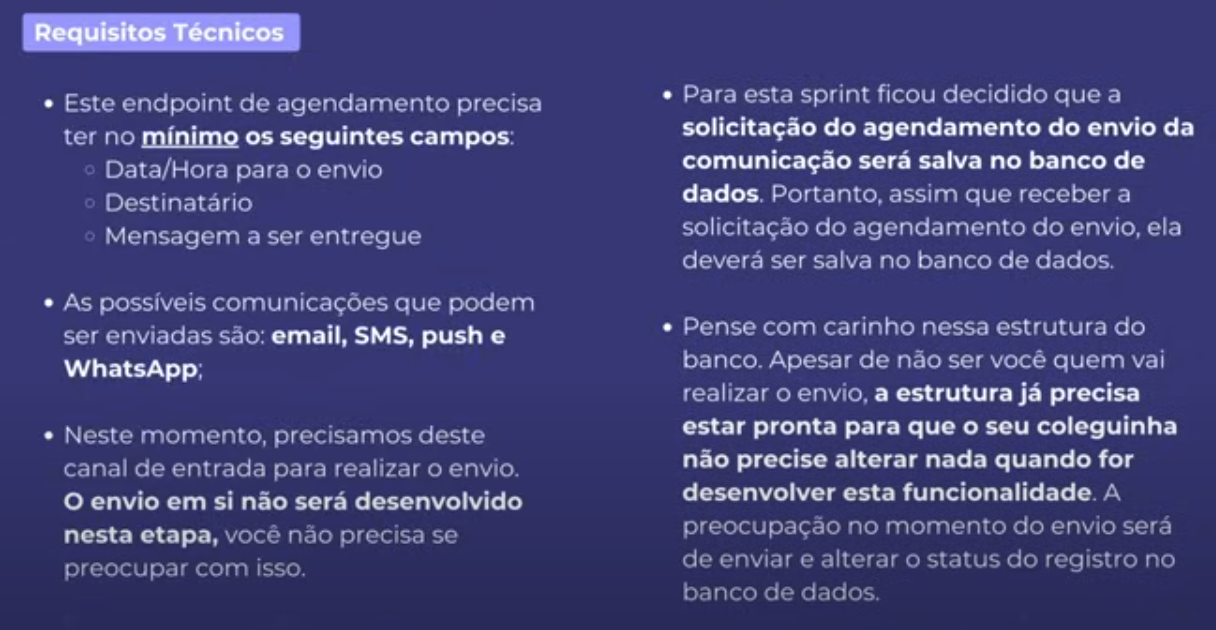 Requisitos Técnicos
• Este endpoint de agendamento precisa
ter no mínimo os seguintes campos:
◦ Data/Hora para o envio
◦ Destinatário
◦ Mensagem a ser entregue
• As possíveis comunicações que podem
ser enviadas são: email, SMS, push e
WhatsApp;
• Neste momento, precisamos deste
canal de entrada para realizar o envio.
O envio em si não será desenvolvido
nesta etapa, você não precisa se
preocupar com isso.
• Para esta sprint ficou decidido que a
solicitação do agendamento do envio da
comunicação será salva no banco de
dados. Portanto, assim que receber a
solicitação do agendamento do envio, ela
deverá ser salva no banco de dados.
• Pense com carinho nessa estrutura do
banco. Apesar de não ser você quem vai
realizar o envio, a estrutura já precisa
estar pronta para que o seu coleguinha
não precise alterar nada quando for
desenvolver esta funcionalidade. A
preocupação no momento do envio será
de enviar e alterar o status do registro no
banco de dados.